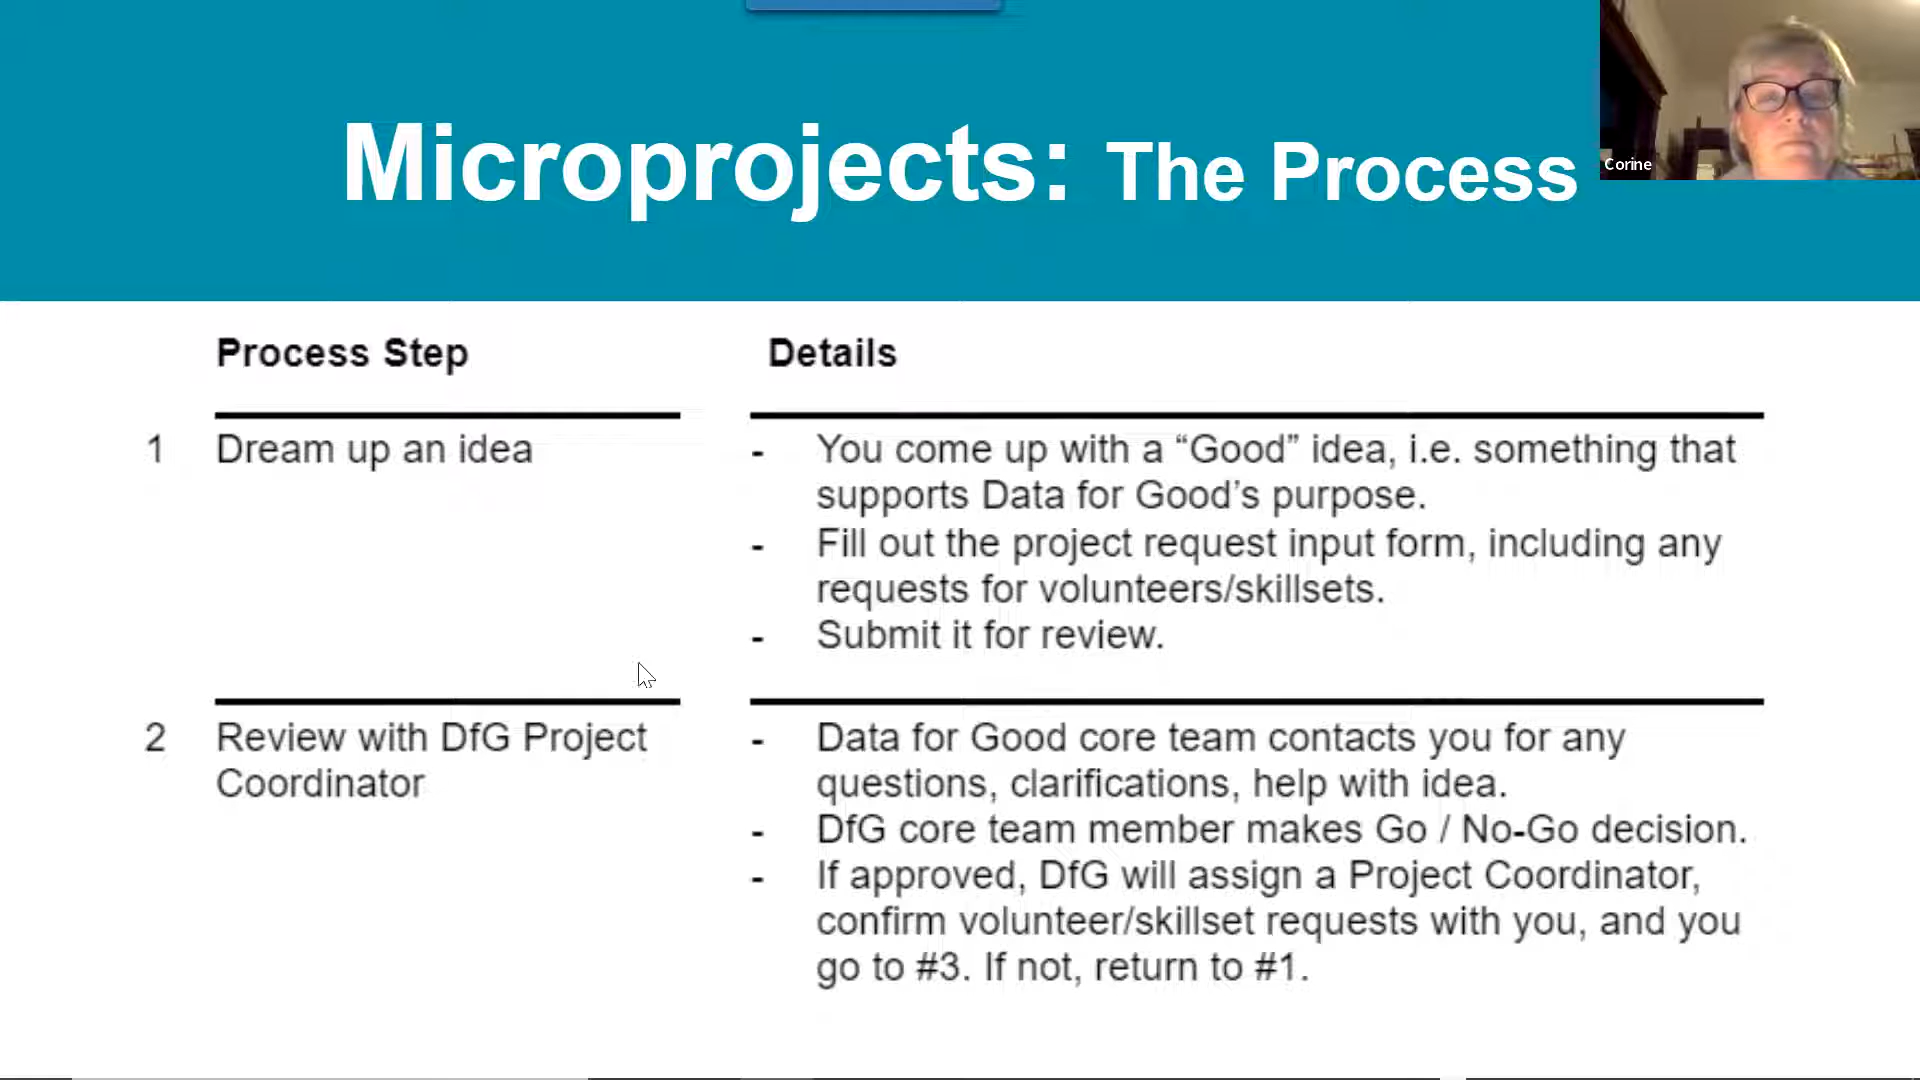 Microprojects: The Process
Corine
Process Step
Details
1
Dream up an idea
- You come up with a “Good” idea, i.e. something that
supports Data for Good’s purpose.
- Fill out the project request input form, including any
requests for volunteers/skillsets.
- Submit it for review.
2
Review with DfG Project
Coordinator
- Data for Good core team contacts you for any
questions, clarifications, help with idea.
- DfG core team member makes Go / No-Go decision.
- If approved, DfG will assign a Project Coordinator,
confirm volunteer/skillset requests with you, and you
go to #3. If not, return to #1.